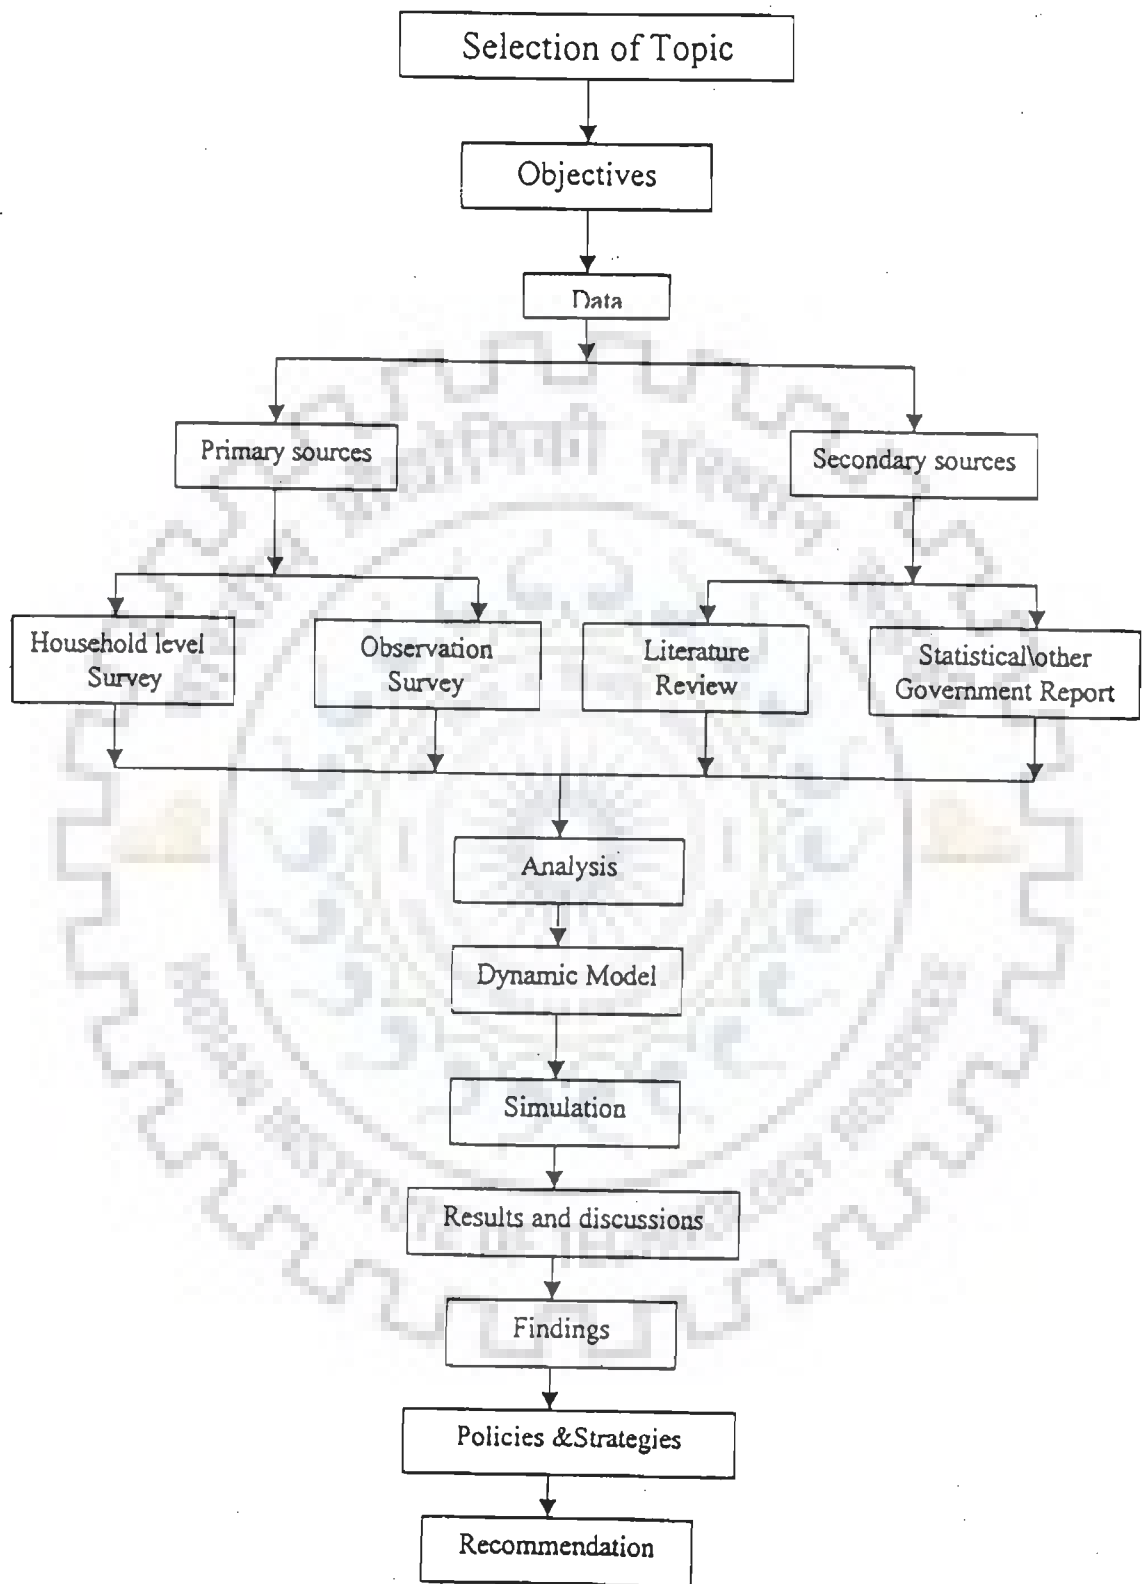 Selection of Topic
Objectives
Data
Primary sources
Secondary sources
Household level
Survey
Observation
Survey
Literature
Review
Statistical\other
Government Report
Analysis
Dynamic Model
Simulation
Results and discussions
Findings
Policies &Strategies
Recommendation